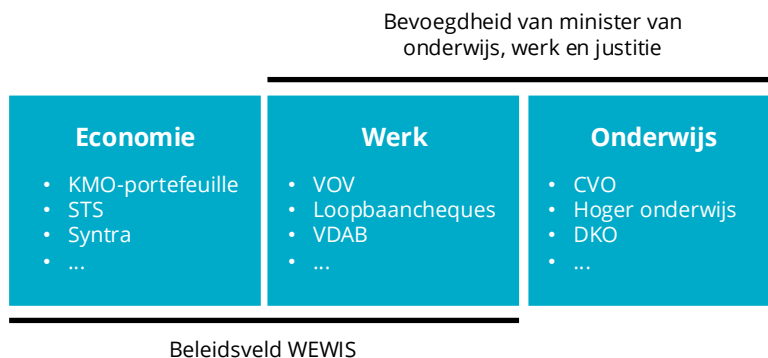 Bevoegdheid van minister van
onderwijs, werk en justitie
Economie
• KMO-portefeuille
• STS
• Syntra
• ...
Werk
• VOV
• Loopbaancheques
• VDAB
• ...
Onderwijs
• CVO
• Hoger onderwijs
• DKO
• ...
Beleidsveld WEWIS